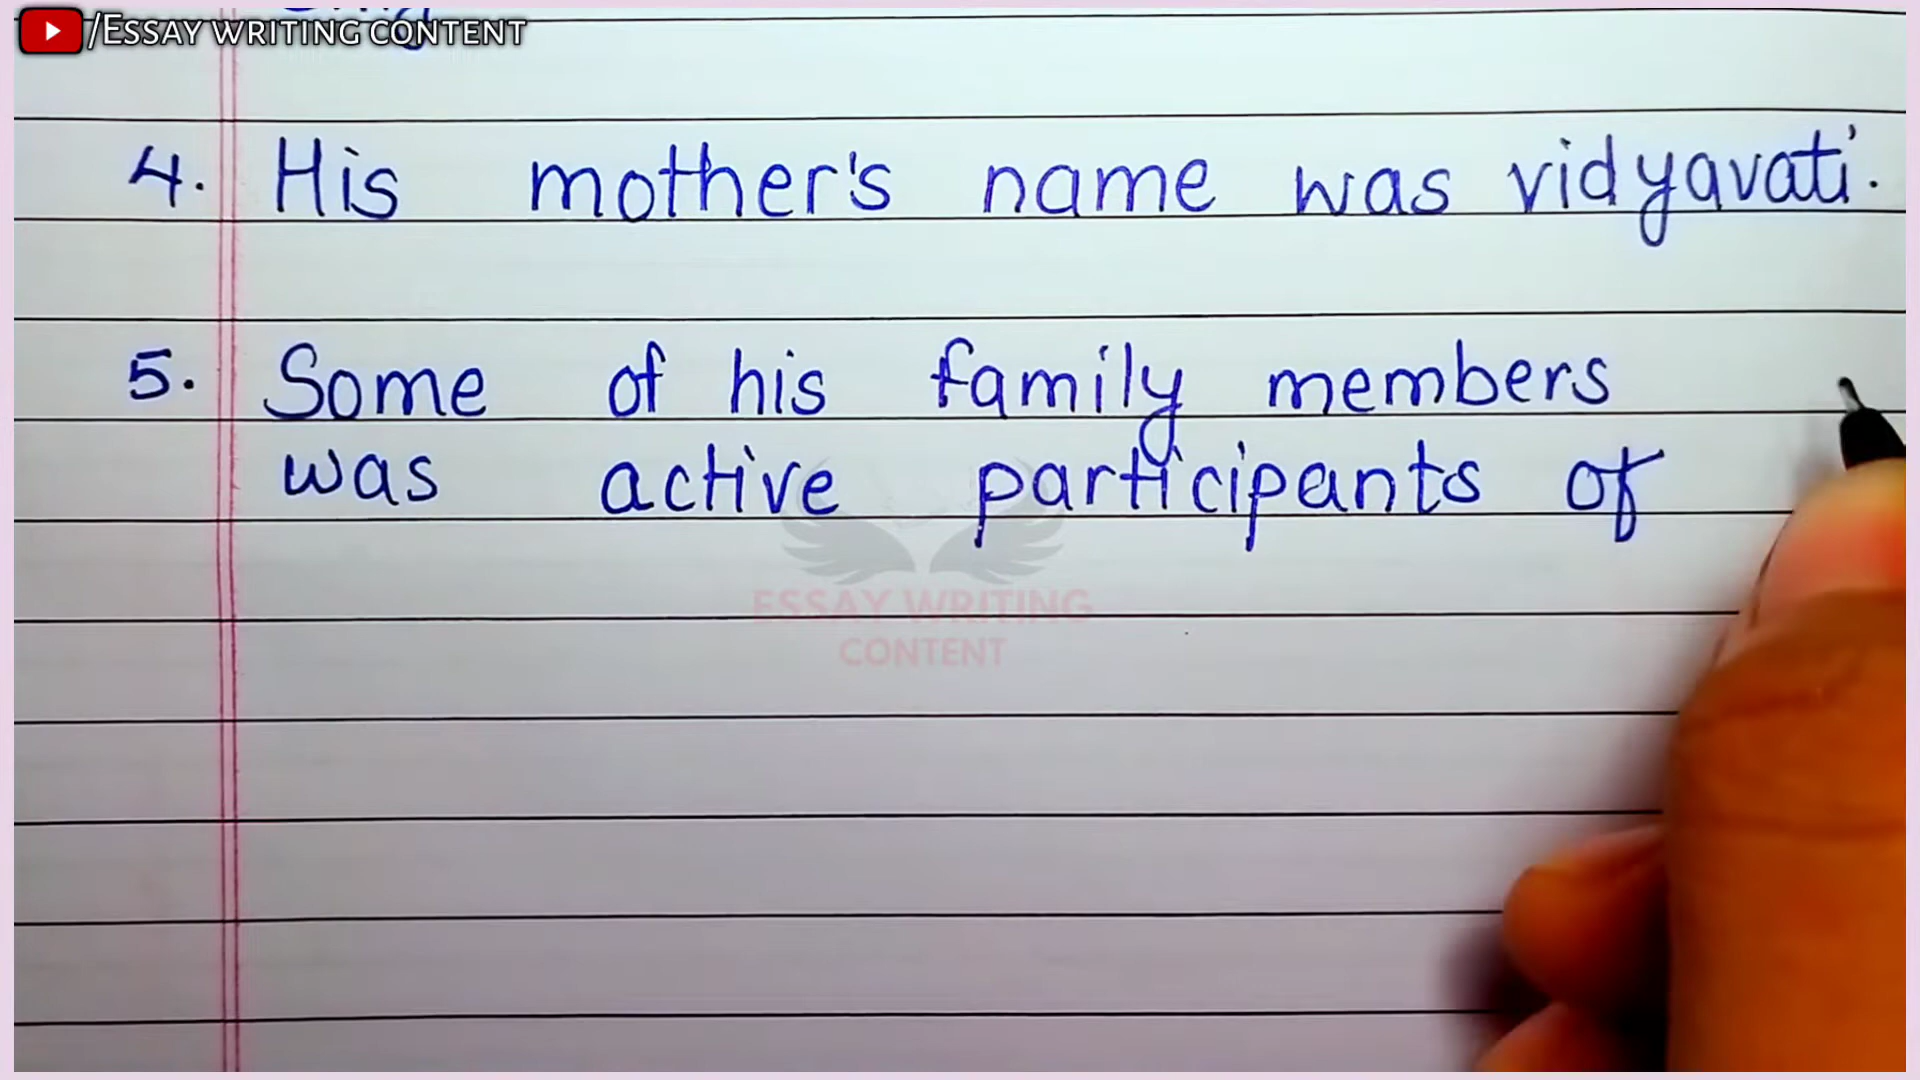 /ESSAY WRITING CONTENT
4. His mother's name was vidyavati.
5. Some of his family members
was active participants of
ESSAY WRITING
CONTENT